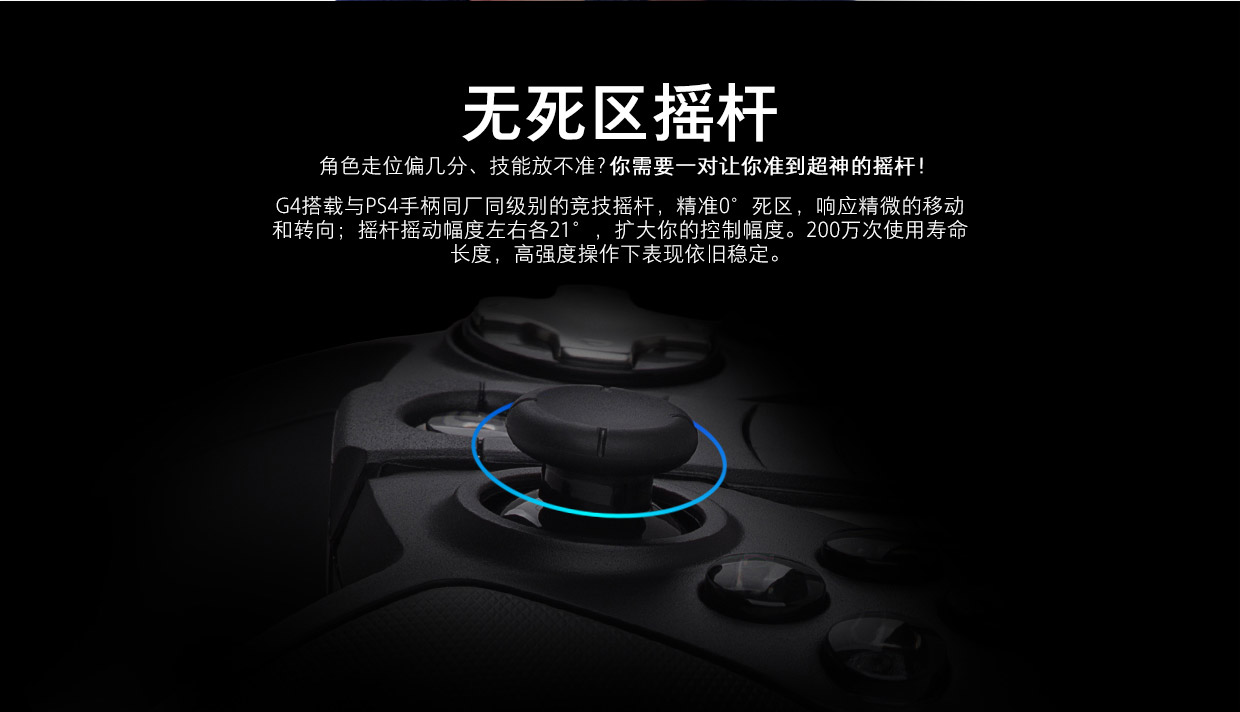 无死区摇杆
角色走位偏几分、技能放不准?你需要一对让你准到超神的摇杆!
G4搭载与PS4手柄同厂同级别的竞技摇杆，精准0°死区，响应精微的移动
和转向；摇杆摇动幅度左右各21°，扩大你的控制幅度。200万次使用寿命
长度，高强度操作下表现依旧稳定。